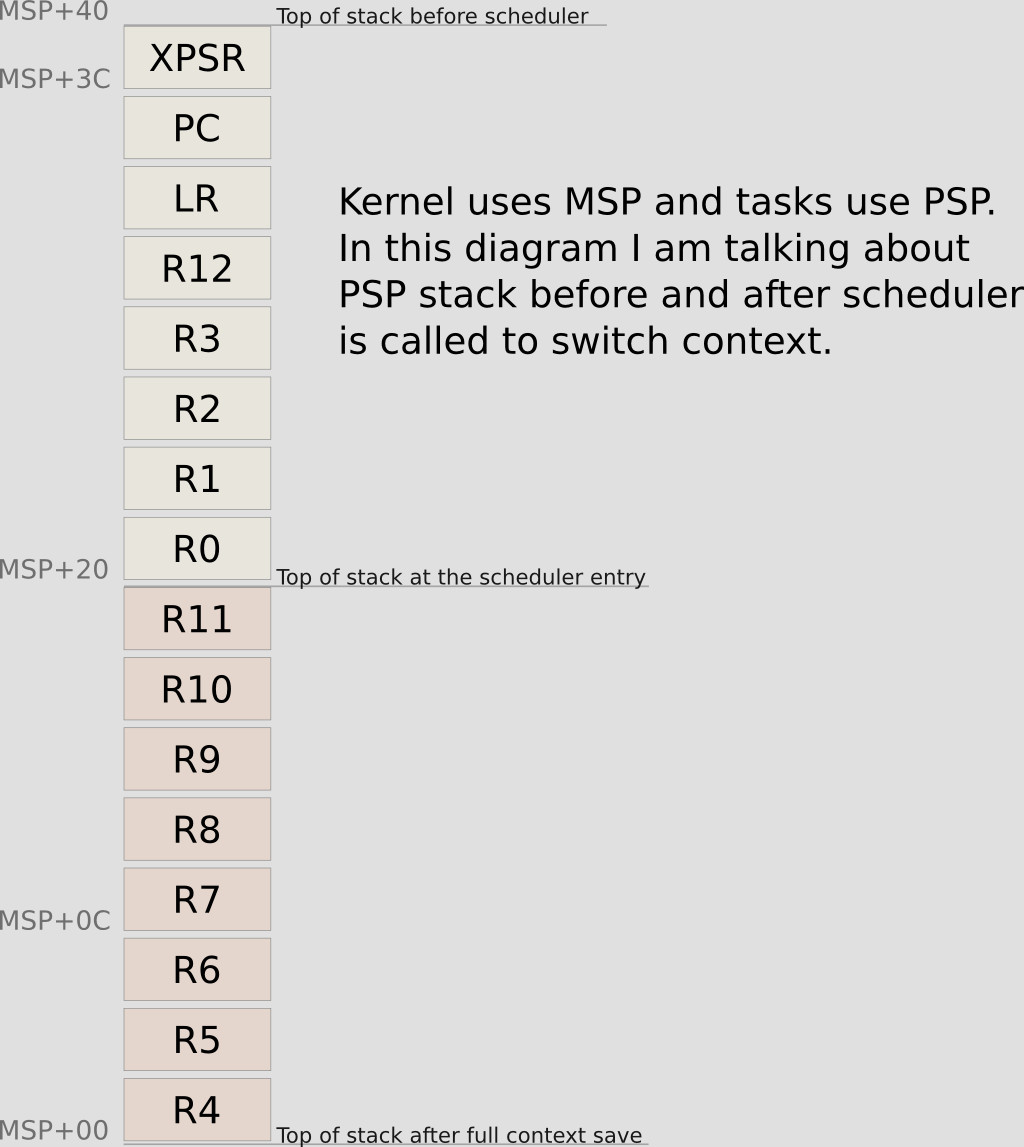 MSP+40
Top of stack before scheduler
XPSR
MSP+3C
PC
LR
Kernel uses MSP and tasks use PSP.
In this diagram I am talking about
PSP stack before and after scheduler
is called to switch context.
R12
R3
R2
R1
R0
MSP+20
Top of stack at the scheduler entry
R11
R10
R9
R8
R7
MSP+0C
R6
R5
R4
MSP+00
Top of stack after full context save